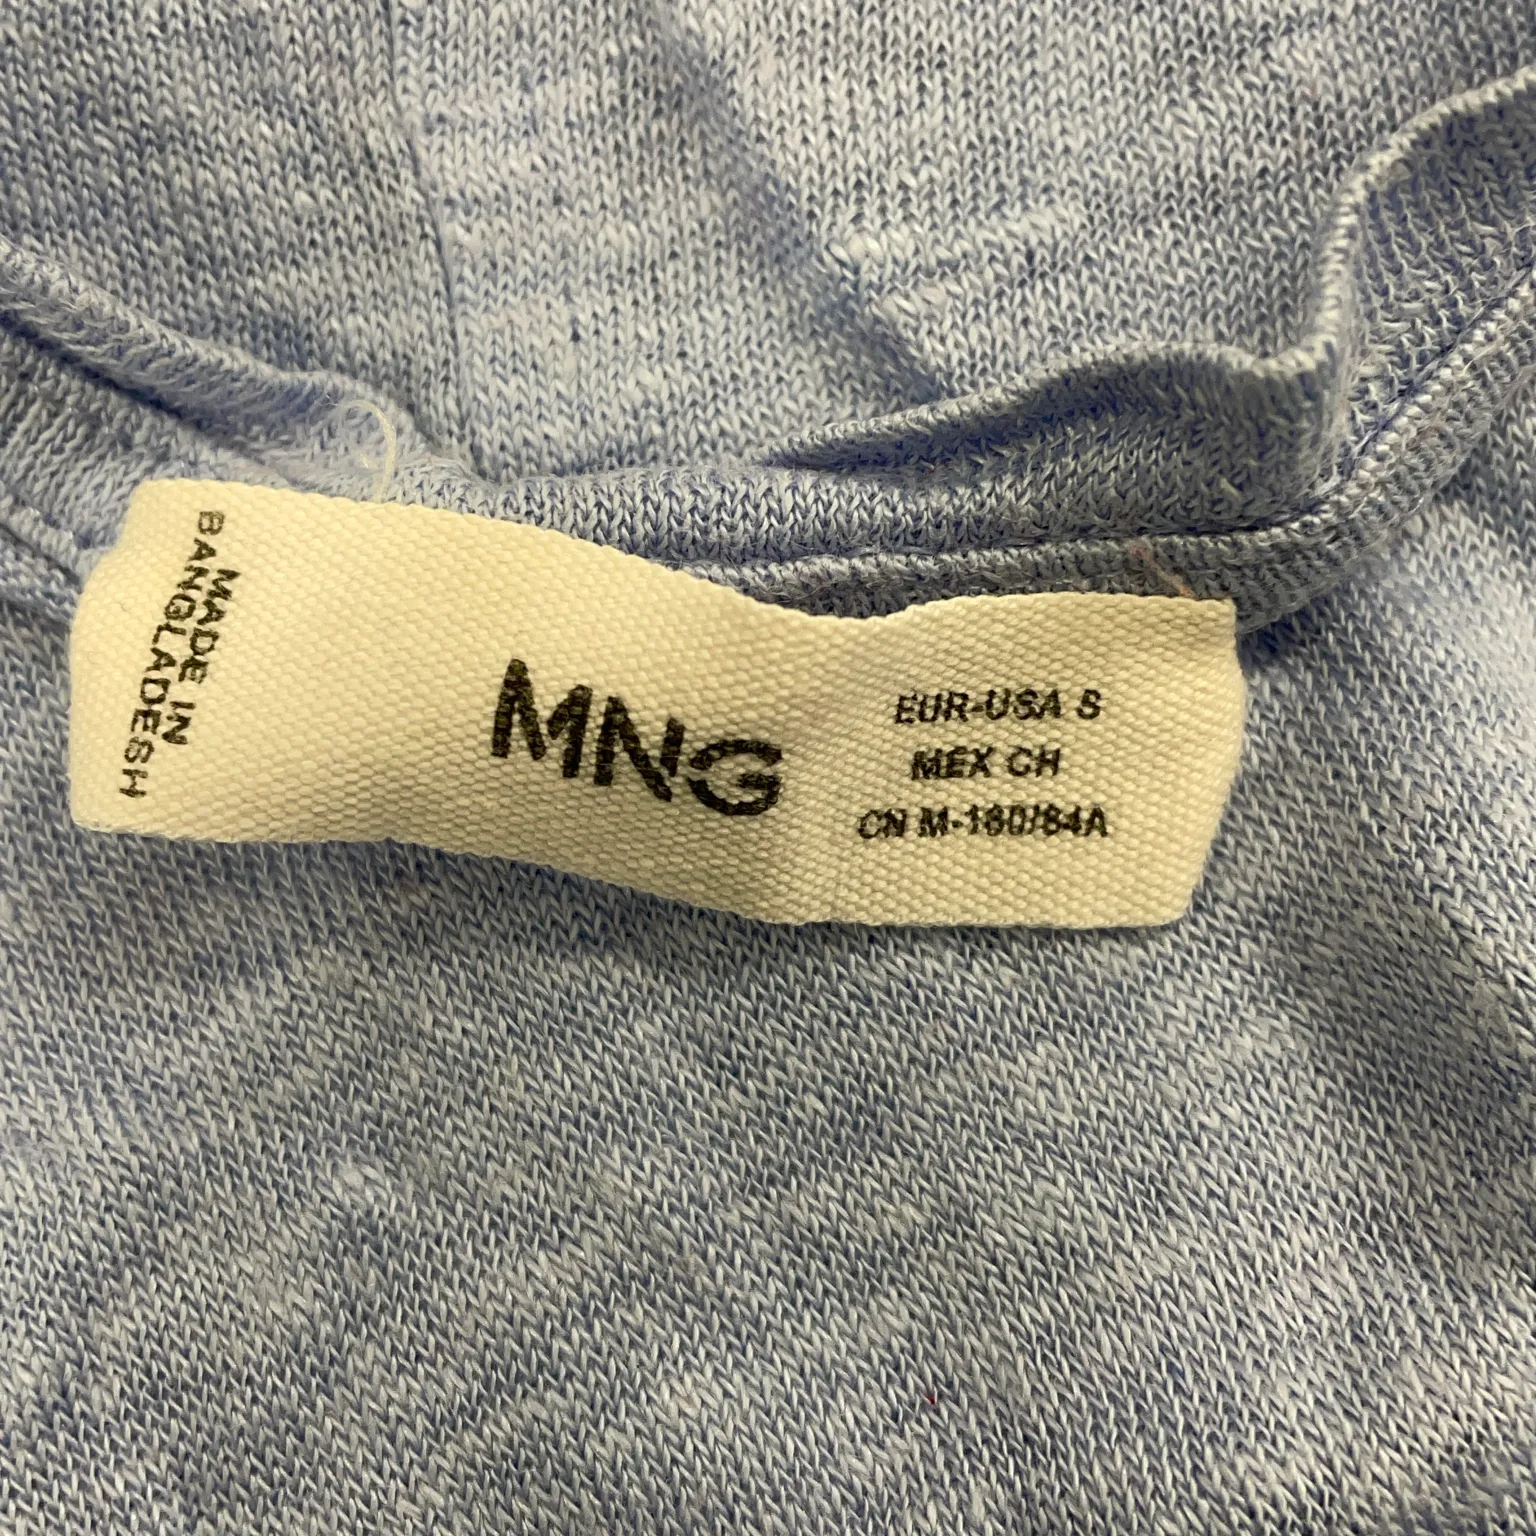 MADE IN
BANGLADESH
MNG
EUR-USA S
MEX CH
CN M-160/84A